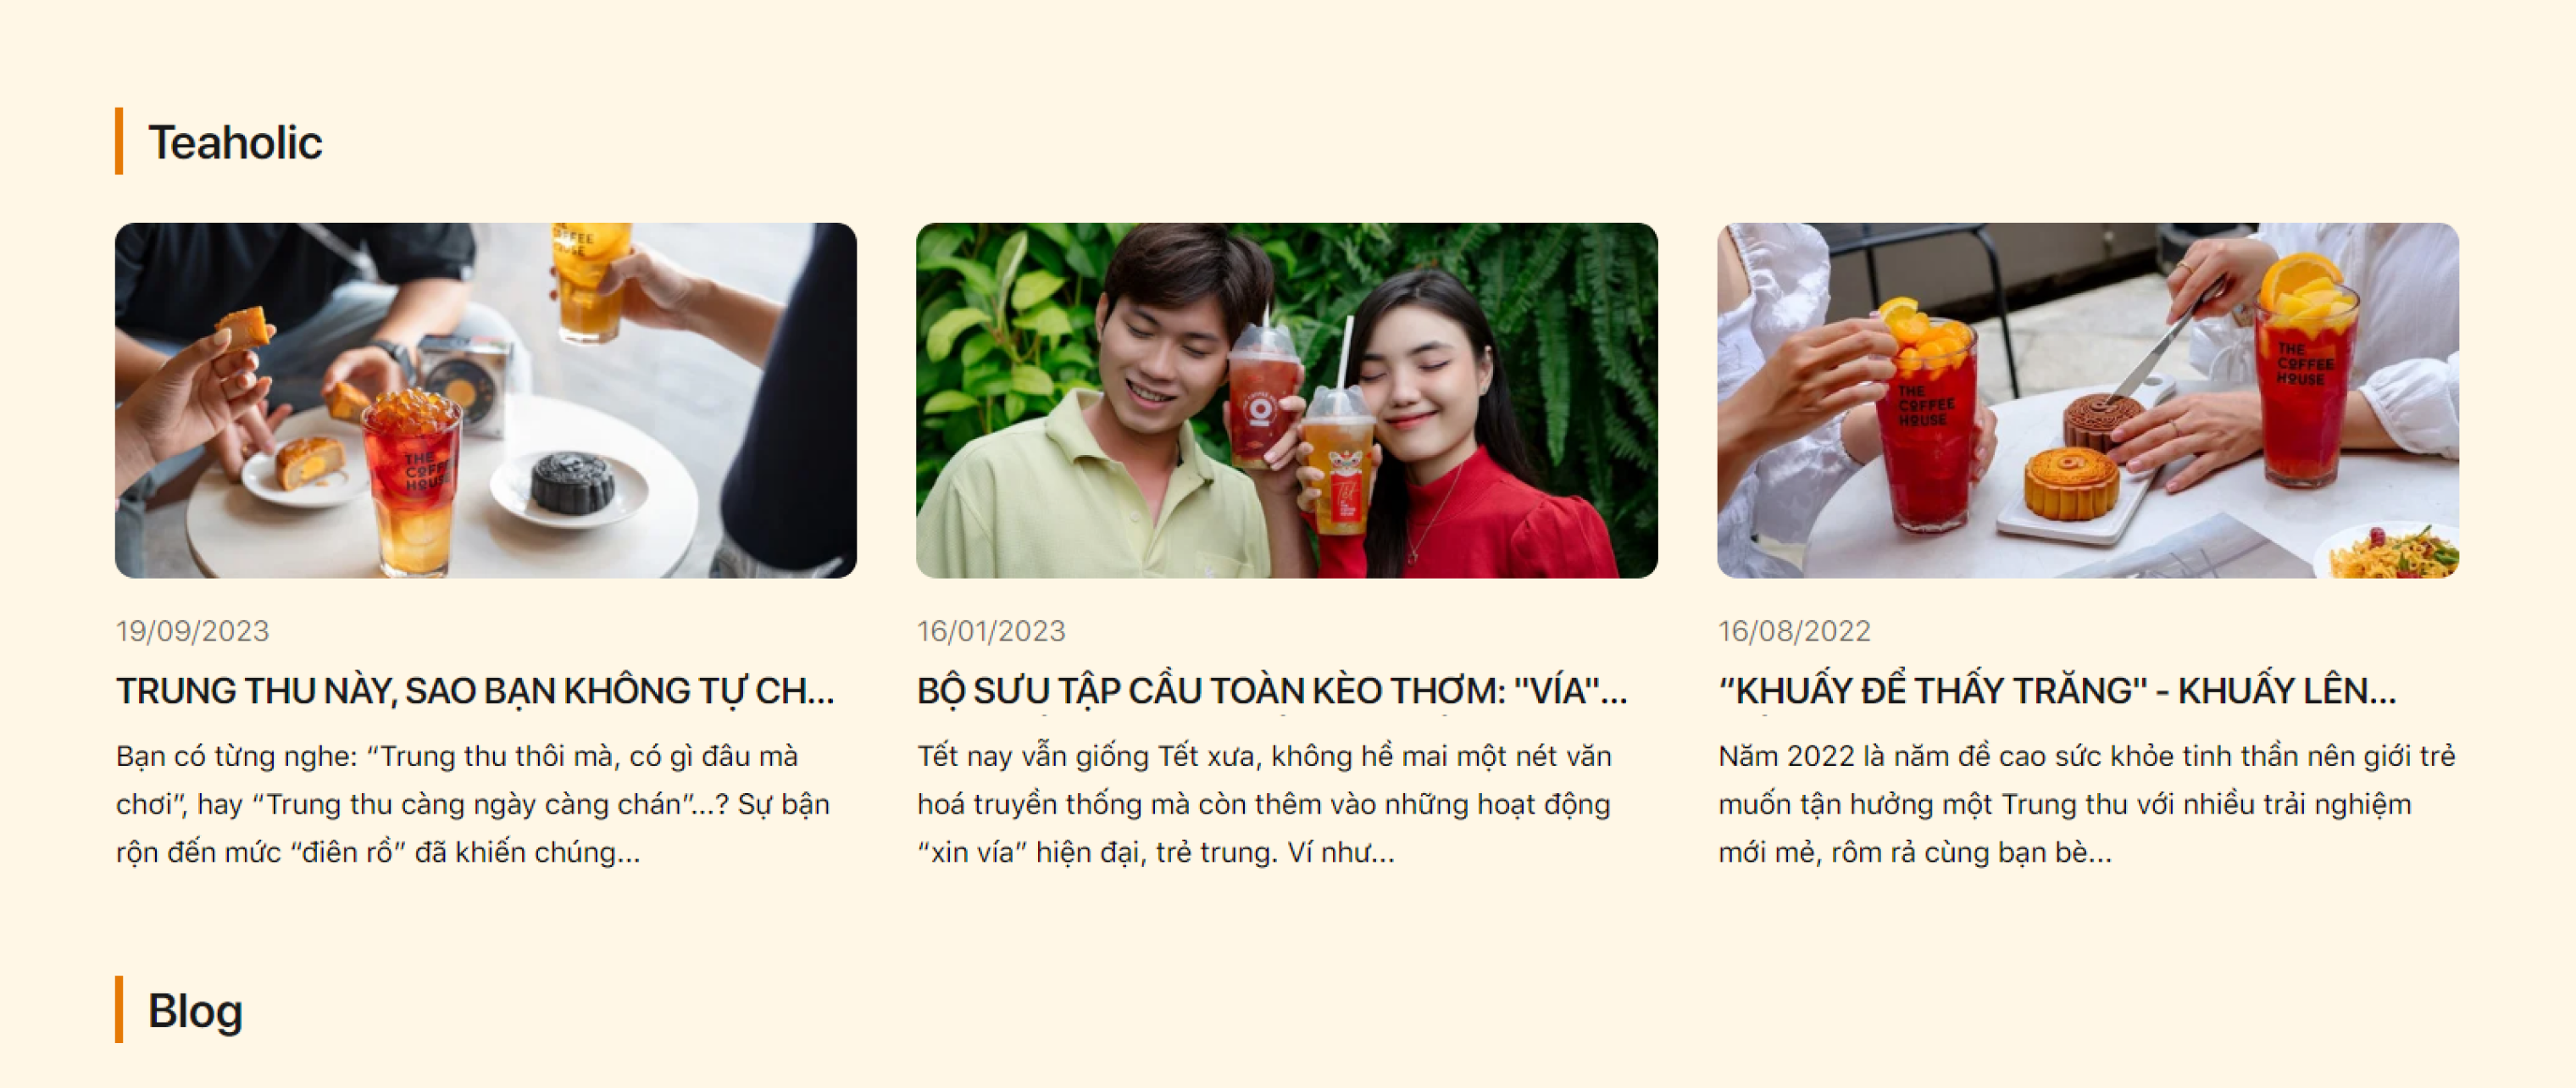 Teaholic
COFFEE
HOUSE
THE
COFFEE
HOUSE
Tết
THE
COFFEE
HOUSE
THE
COFFEE
HOUSE
19/09/2023
16/01/2023
16/08/2022
TRUNG THU NÀY, SAO BẠN KHÔNG TỰ CH...
BỘ SƯU TẬP CẦU TOÀN KÈO THƠM: "VÍA"...
“KHUẤY ĐỂ THẤY TRĂNG" - KHUẤY LÊN...
Bạn có từng nghe: “Trung thu thôi mà, có gì đâu mà
chơi”, hay “Trung thu càng ngày càng chán”...? Sự bận
rộn đến mức “điên rồ” đã khiến chúng...
Tết nay vẫn giống Tết xưa, không hề mai một nét văn
hoá truyền thống mà còn thêm vào những hoạt động
“xin vía” hiện đại, trẻ trung. Ví như...
Năm 2022 là năm đề cao sức khỏe tinh thần nên giới trẻ
muốn tận hưởng một Trung thu với nhiều trải nghiệm
mới mẻ, rôm rả cùng bạn bè...
Blog